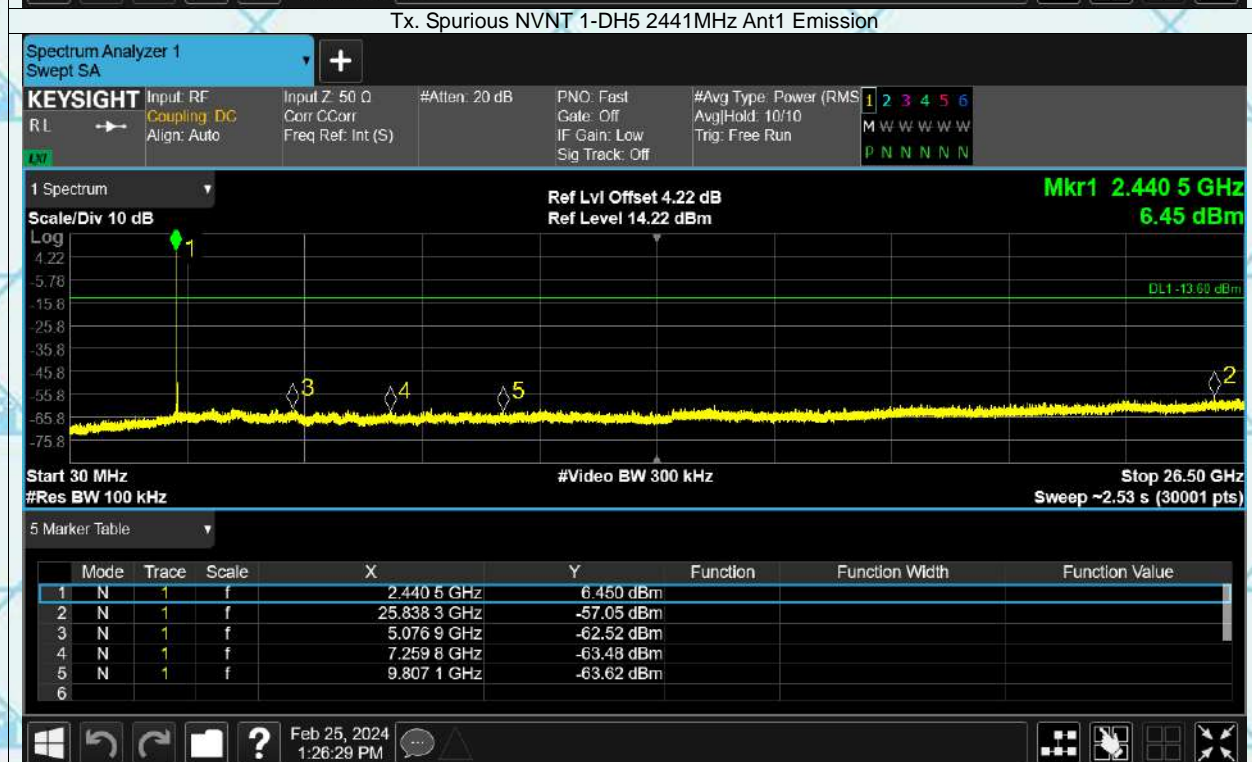 Tx. Spurious NVNT 1-DH5 2441MHz Ant1 Emission
Spectrum Analyzer 1
Swept SA
+
KEYSIGHT Input: RF Input Z: 50 Ω #Atten: 20 dB PNO: Fast #Avg Type: Power (RMS 1 2 3 4 5 6
RL Coupling: DC Corr CCorr Gate: Off Avg|Hold: 10/10 M W W W W W
Align: Auto Freq Ref: Int (S) IF Gain: Low Trig: Free Run
LXI Sig Track: Off P N N N N N
1 Spectrum Ref Lvl Offset 4.22 dB Mkr1 2.440 5 GHz
Scale/Div 10 dB Ref Level 14.22 dBm 6.45 dBm
Log
1
4.22
-5.78
DL1 -13.60 dBm
-15.8
-25.8
-35.8
-45.8
3 4 5 2
-55.8
-65.8
-75.8
Start 30 MHz #Video BW 300 kHz Stop 26.50 GHz
#Res BW 100 kHz Sweep ~2.53 s (30001 pts)
5 Marker Table
Mode Trace Scale X Y Function Function Width Function Value
1 N 1 f 2.440 5 GHz 6.450 dBm
2 N 1 f 25.838 3 GHz -57.05 dBm
3 N 1 f 5.076 9 GHz -62.52 dBm
4 N 1 f 7.259 8 GHz -63.48 dBm
5 N 1 f 9.807 1 GHz -63.62 dBm
6
? Feb 25, 2024
1:26:29 PM